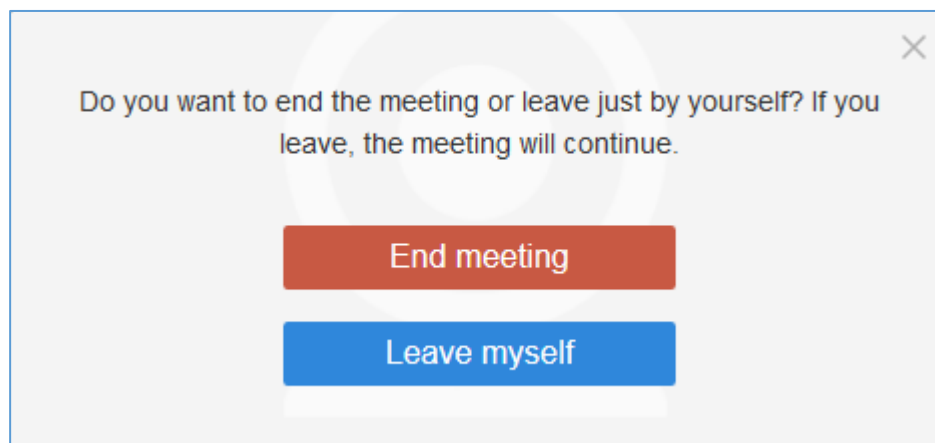 Do you want to end the meeting or leave just by yourself? If you
leave, the meeting will continue.
End meeting
Leave myself